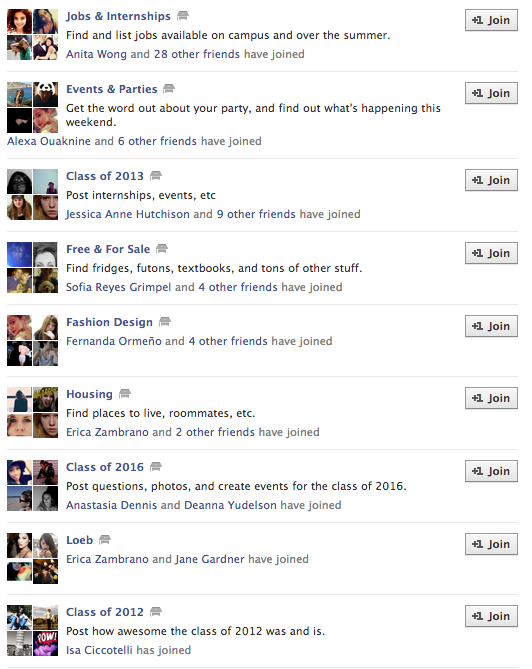 Jobs & Internships
+1 Join
Find and list jobs available on campus and over the summer.
Anita Wong and 28 other friends have joined
Events & Parties
+1 Join
Get the word out about your party, and find out what's happening this
weekend.
Alexa Ouaknine and 6 other friends have joined
Class of 2013
+1 Join
Post internships, events, etc
Jessica Anne Hutchison and 9 other friends have joined
Free & For Sale
+1 Join
Find fridges, futons, textbooks, and tons of other stuff.
Sofia Reyes Grimpel and 4 other friends have joined
Fashion Design
+1 Join
Fernanda Ormeño and 4 other friends have joined
Housing
+1 Join
Find places to live, roommates, etc.
Erica Zambrano and 2 other friends have joined
Class of 2016
+1 Join
Post questions, photos, and create events for the class of 2016.
Anastasia Dennis and Deanna Yudelson have joined
Loeb
+1 Join
Erica Zambrano and Jane Gardner have joined
Class of 2012
+1 Join
Post how awesome the class of 2012 was and is.
POW!
Isa Ciccotelli has joined